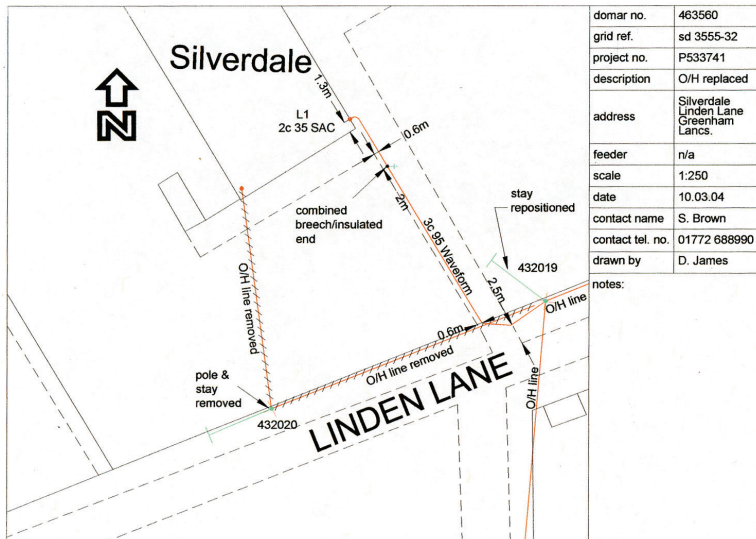 Silverdale
N
1.3m
L1
2c 35 SAC
0.6m
combined
breech/insulated
end
2m
3c 95 Waveform
stay
repositioned
432019
2.5m
O/H line
O/H line removed
0.6m
O/H line removed
O/H line
pole &
stay
removed
432020
LINDEN LANE
domar no. 463560
grid ref. sd 3555-32
project no. P533741
description O/H replaced
address Silverdale
Linden Lane
Greenham
Lancs.
feeder n/a
scale 1:250
date 10.03.04
contact name S. Brown
contact tel. no. 01772 688990
drawn by D. James
notes: